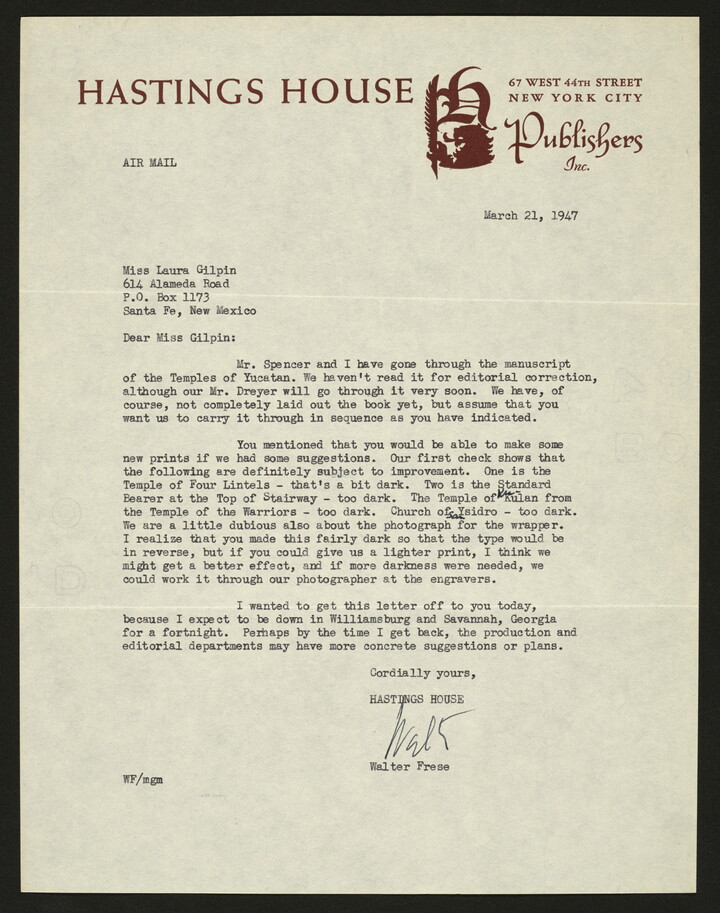 HASTINGS HOUSE
67 WEST 44TH STREET
NEW YORK CITY
Publishers
Inc.
AIR MAIL
March 21, 1947
Miss Laura Gilpin
614 Alameda Road
P.O. Box 1173
Santa Fe, New Mexico
Dear Miss Gilpin:
Mr. Spencer and I have gone through the manuscript
of the Temples of Yucatan. We haven't read it for editorial correction,
although our Mr. Dreyer will go through it very soon. We have, of
course, not completely laid out the book yet, but assume that you
want us to carry it through in sequence as you have indicated.
You mentioned that you would be able to make some
new prints if we had some suggestions. Our first check shows that
the following are definitely subject to improvement. One is the
Temple of Four Lintels - that's a bit dark. Two is the Standard
Bearer at the Top of Stairway - too dark. The Temple of Ku Kulan from
the Temple of the Warriors - too dark. Church of San Ysidro - too dark.
We are a little dubious also about the photograph for the wrapper.
I realize that you made this fairly dark so that the type would be
in reverse, but if you could give us a lighter print, I think we
might get a better effect, and if more darkness were needed, we
could work it through our photographer at the engravers.
I wanted to get this letter off to you today,
because I expect to be down in Williamsburg and Savannah, Georgia
for a fortnight. Perhaps by the time I get back, the production and
editorial departments may have more concrete suggestions or plans.
Cordially yours,
HASTINGS HOUSE
Walt
Walter Frese
WF/mgm